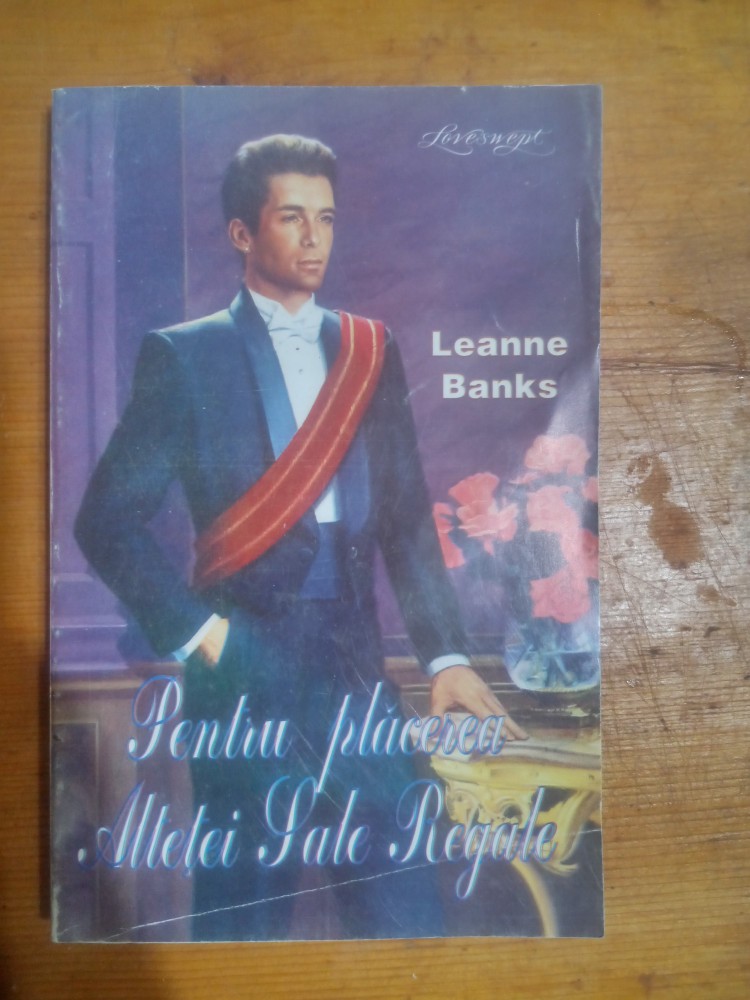 Loveswept
Leanne
Banks
Pentru plăcerea
Alteței Sale Regale